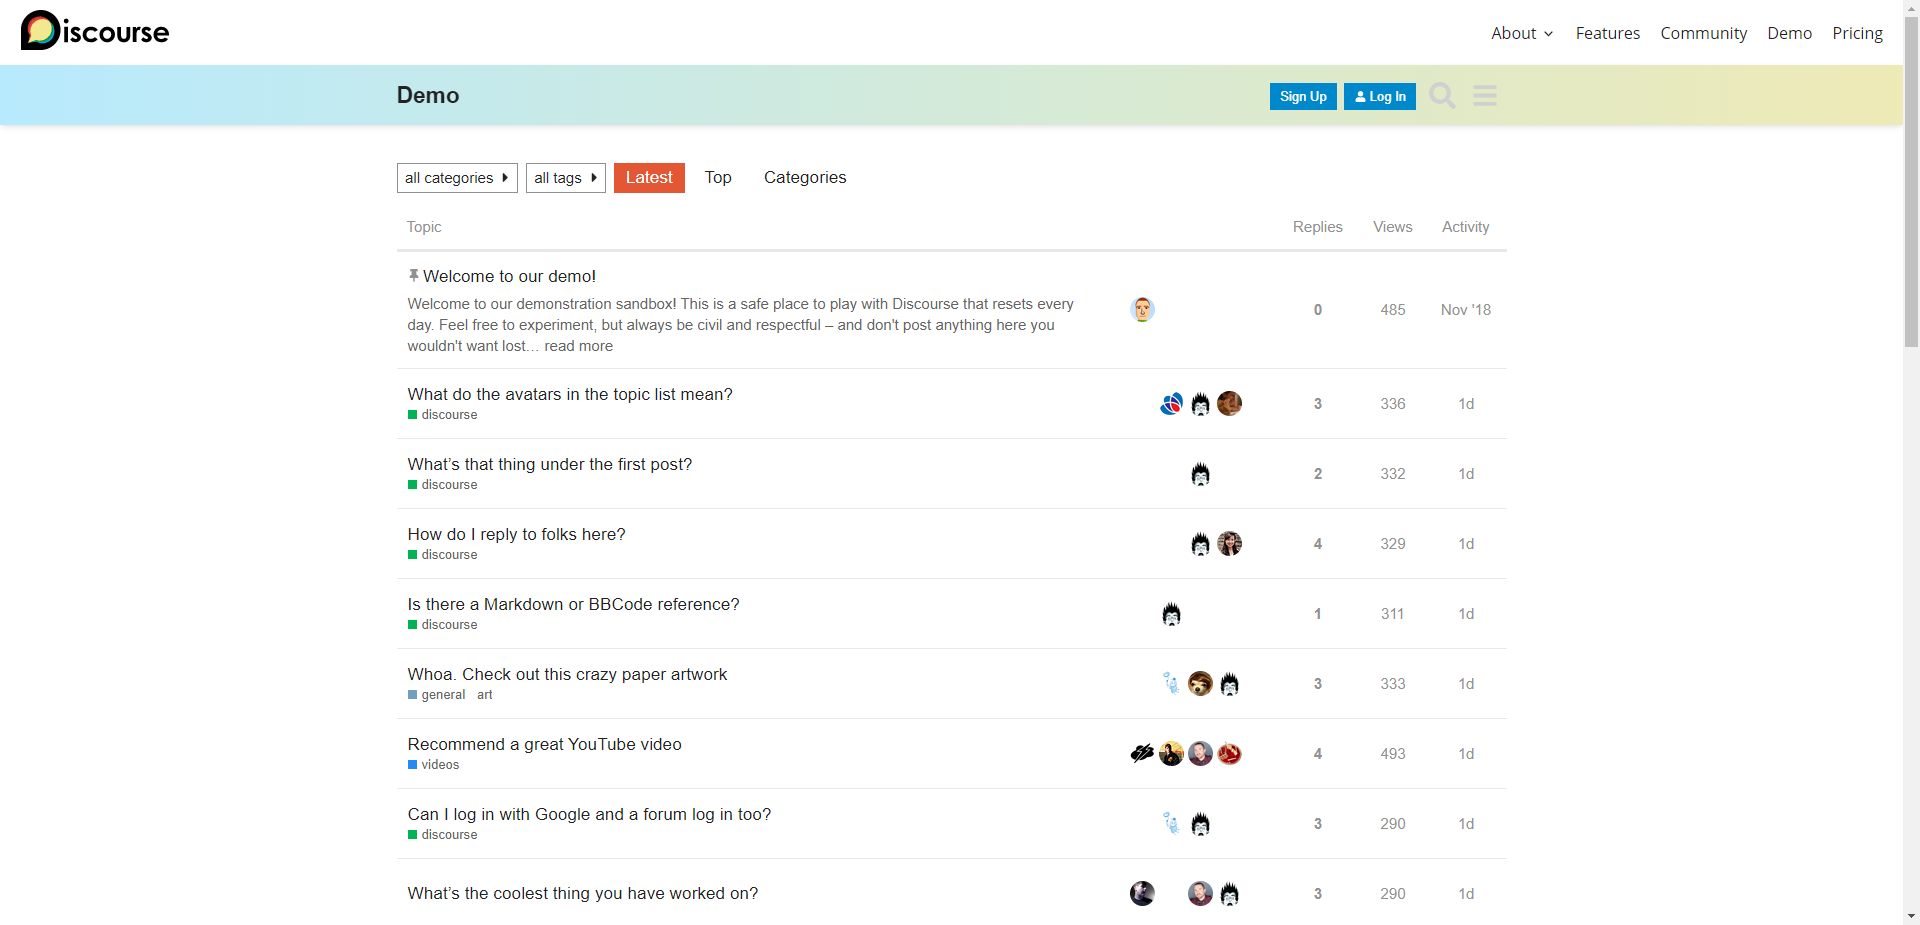 Discourse
About Features Community Demo Pricing
Demo
Sign Up Log In
all categories all tags Latest Top Categories
Topic Replies Views Activity
Welcome to our demo!
Welcome to our demonstration sandbox! This is a safe place to play with Discourse that resets every
day. Feel free to experiment, but always be civil and respectful – and don't post anything here you
wouldn't want lost… read more
0 485 Nov '18
What do the avatars in the topic list mean?
discourse
3 336 1d
What’s that thing under the first post?
discourse
2 332 1d
How do I reply to folks here?
discourse
4 329 1d
Is there a Markdown or BBCode reference?
discourse
1 311 1d
Whoa. Check out this crazy paper artwork
general art
3 333 1d
Recommend a great YouTube video
videos
4 493 1d
Can I log in with Google and a forum log in too?
discourse
3 290 1d
What’s the coolest thing you have worked on?
3 290 1d